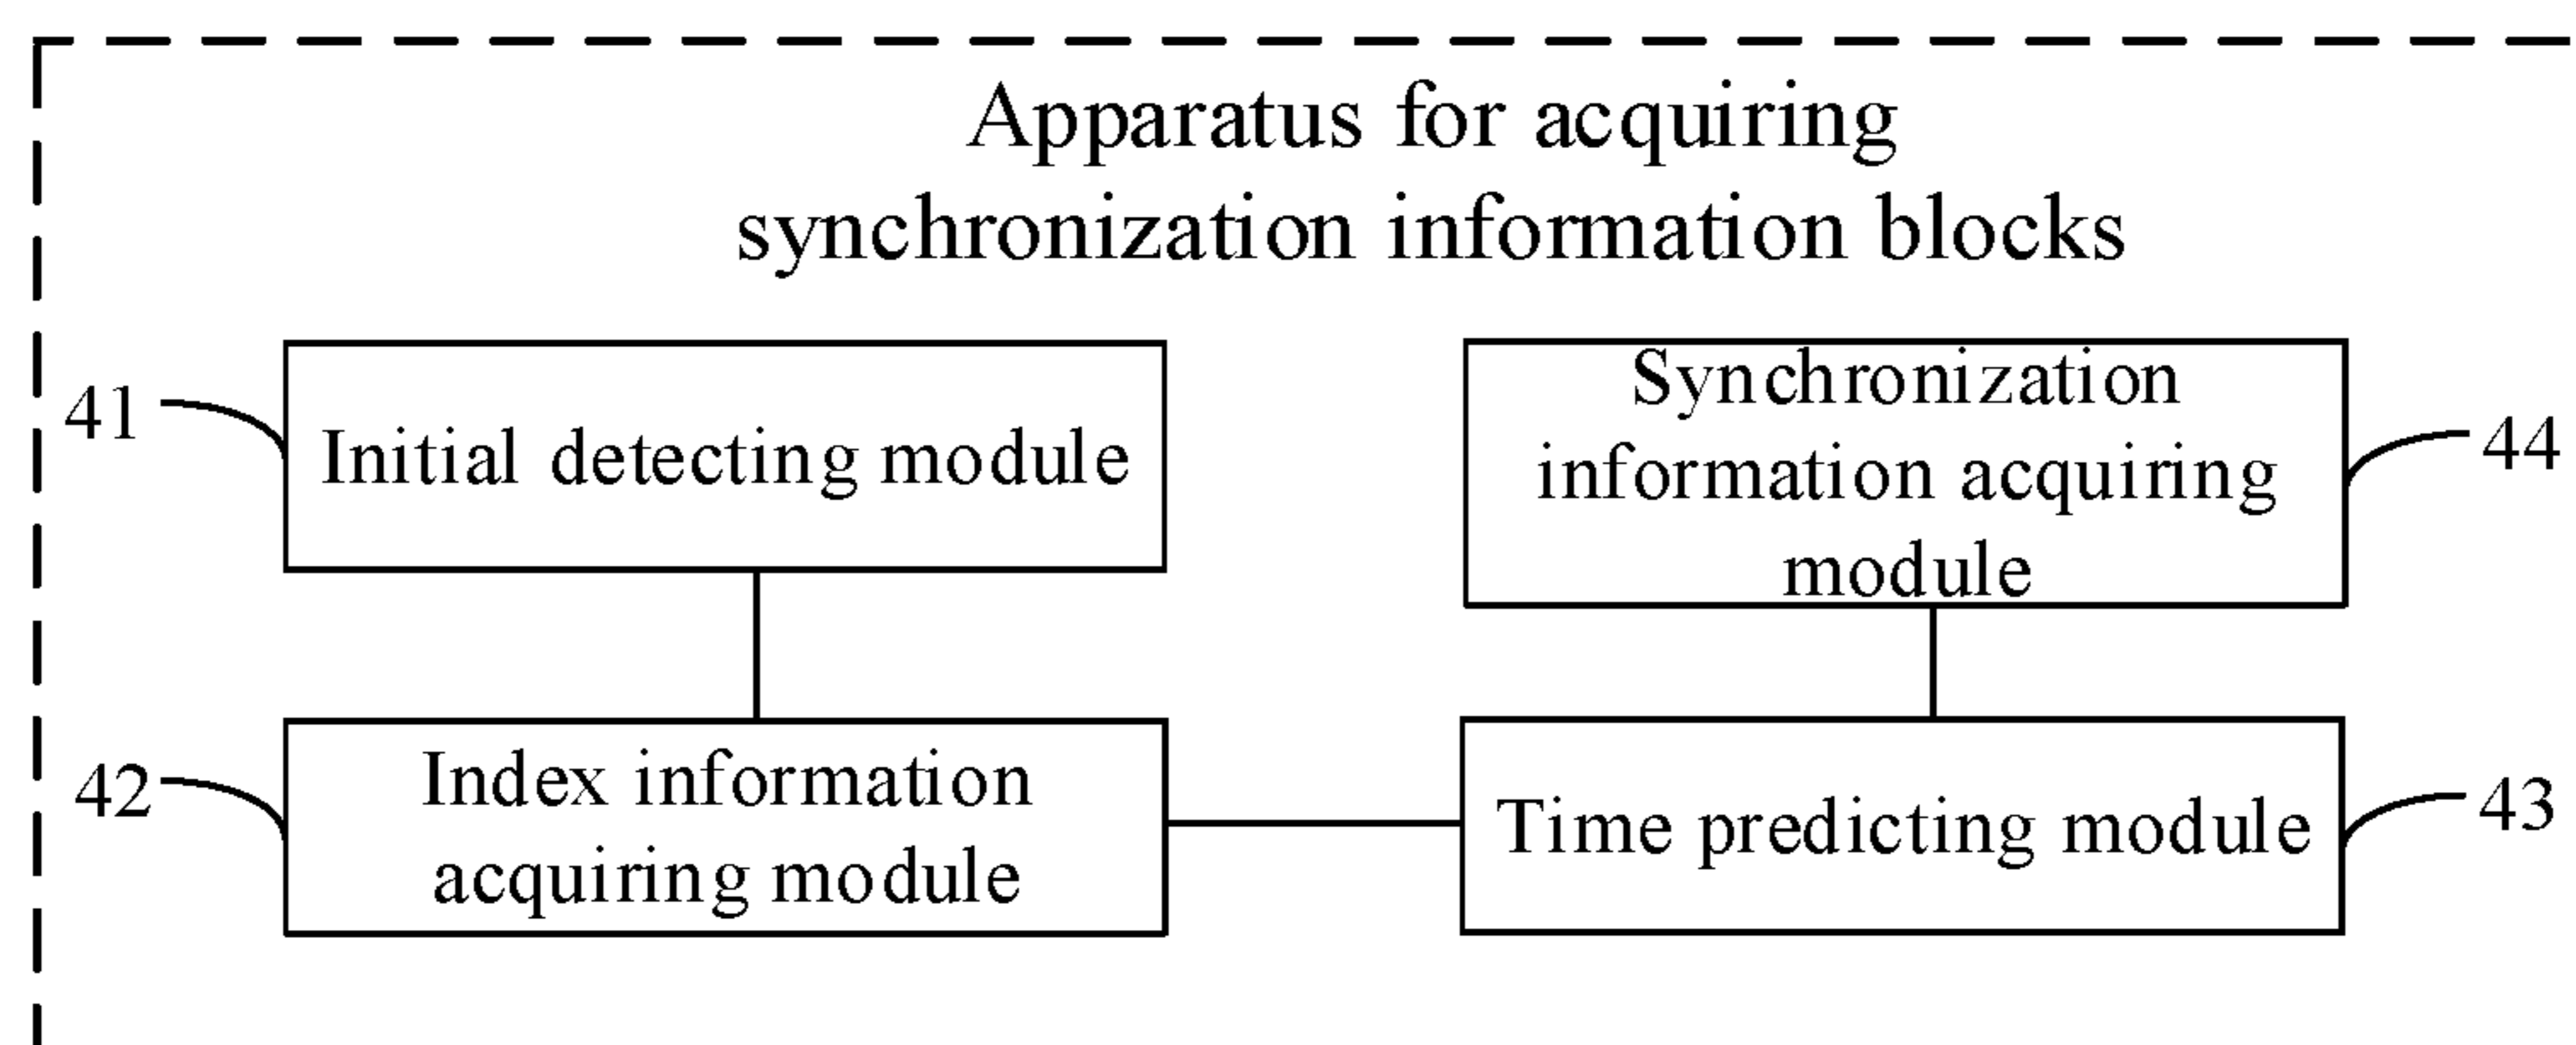 Apparatus for acquiring
synchronization information blocks
41
Initial detecting module
Synchronization
information acquiring
module
44
42
Index information
acquiring module
Time predicting module
43